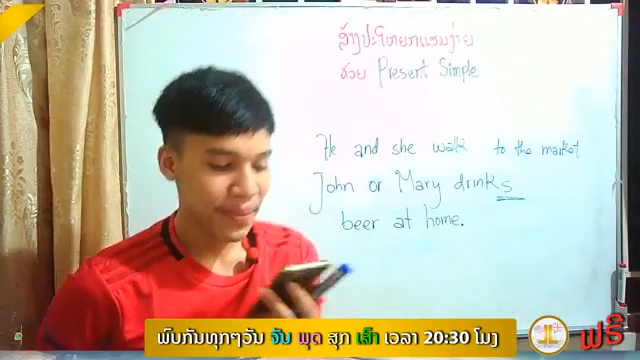 ສ້າງປະໂຫຍກແບບງ່າຍ
ດ້ວຍ Present Simple
He and she walk to the market
John or Mary drinks
beer at home.
ພົບກັນທຸກໆວັນ ຈັນ ພຸດ ສຸກ ເສົາ ເວລາ 20:30 ໂມງ
ຟຣີ